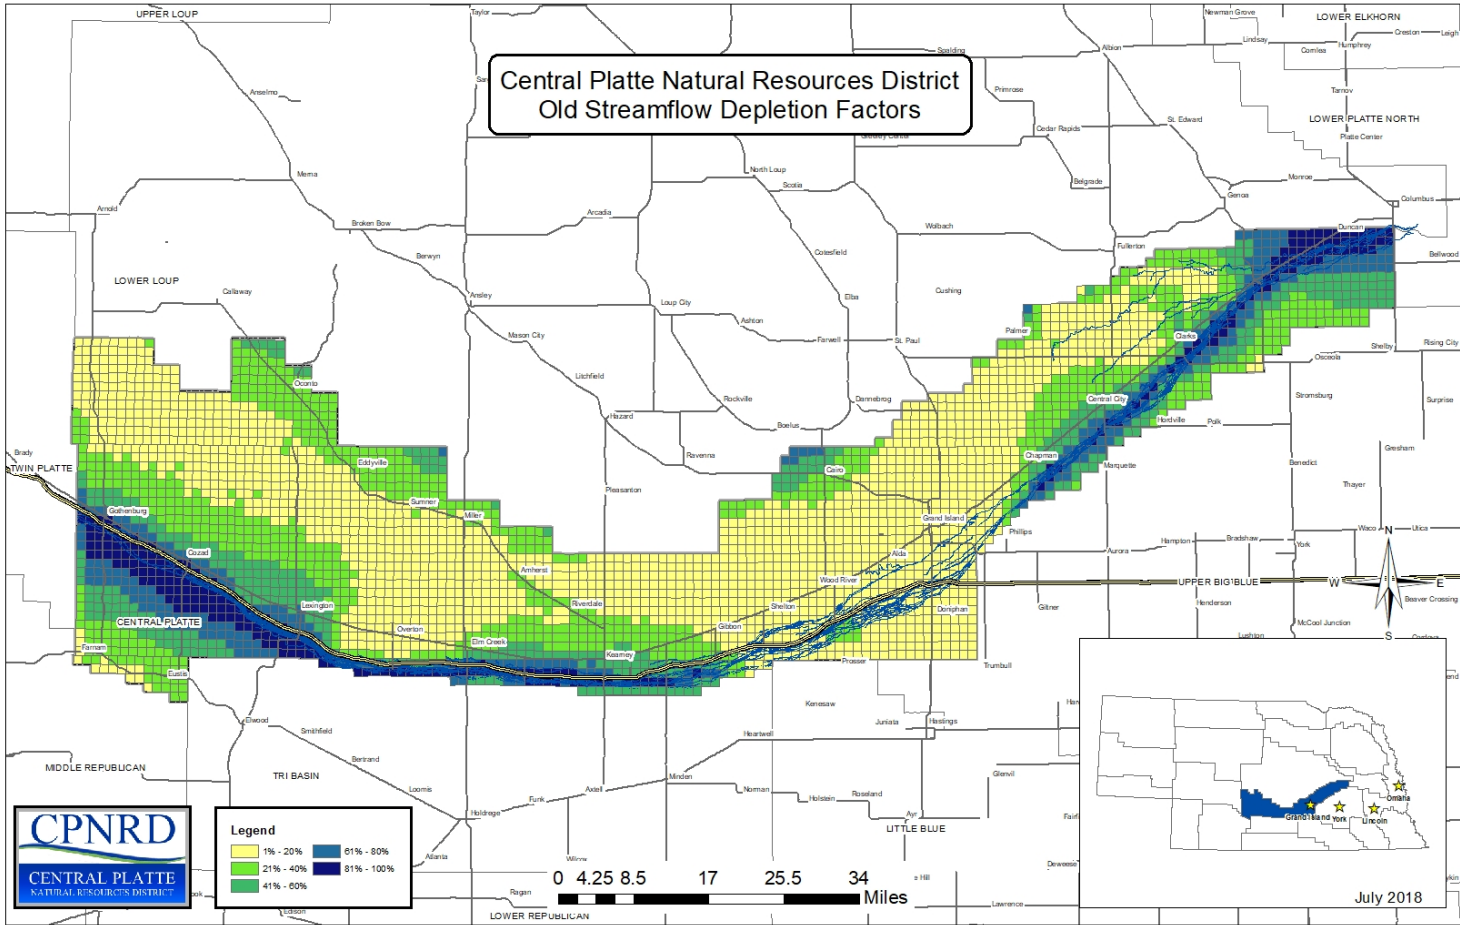 UPPER LOUP
Taylor
Newman Grove
LOWER ELKHORN
Creston
Leigh
Lindsay
Cornlea
Humphrey
Spalding
Albion
Central Platte Natural Resources District
Old Streamflow Depletion Factors
Anselmo
Primrose
Tarnov
Cedar Rapids
St. Edward
LOWER PLATTE NORTH
Platte Center
Merna
North Loup
Scotia
Belgrade
Monroe
Genoa
Columbus
Arnold
Broken Bow
Arcadia
Wolbach
Duncan
Fullerton
Bellwood
Berwyn
Cotesfield
LOWER LOUP
Callaway
Ansley
Loup City
Elba
Cushing
Ashton
Palmer
Mason City
Farwell
St. Paul
Clarks
Shelby
Rising City
Osceola
Litchfield
Oconto
Rockville
Dannebrog
Central City
Stromsburg
Surprise
Hazard
Boelus
Hordville
Polk
Brady
Ravenna
Chapman
Gresham
TWIN PLATTE
Eddyville
Cairo
Marquette
Benedict
Pleasanton
Thayer
Sumner
Gothenburg
Miller
Grand Island
Phillips
Waco
Utica
N
Cozad
Alda
Hampton
Bradshaw
York
Aurora
Amherst
Wood River
UPPER BIG BLUE
W
E
Lexington
Riverdale
Shelton
Doniphan
Giltner
Henderson
Beaver Crossing
CENTRAL PLATTE
Overton
Gibbon
McCool Junction
S
Farnam
Elm Creek
Kearney
Lushton
Eustis
Prosser
Trumbull
Kenesaw
Elwood
Juniata
Hastings
Smithfield
Heartwell
Bertrand
MIDDLE REPUBLICAN
TRI BASIN
Minden
Glenvil
Loomis
Axtell
Norman
Funk
Holstein
Roseland
Holdrege
Ayr
LITTLE BLUE
Omaha
Grand Island
York
Lincoln
CPNRD
CENTRAL PLATTE
NATURAL RESOURCES DISTRICT
Legend
1% - 20%
61% - 80%
21% - 40%
81% - 100%
41% - 60%
Atlanta
Wilcox
Deweese
0 4.25 8.5 17 25.5 34
Miles
Ragan
Lawrence
July 2018
Edison
LOWER REPUBLICAN